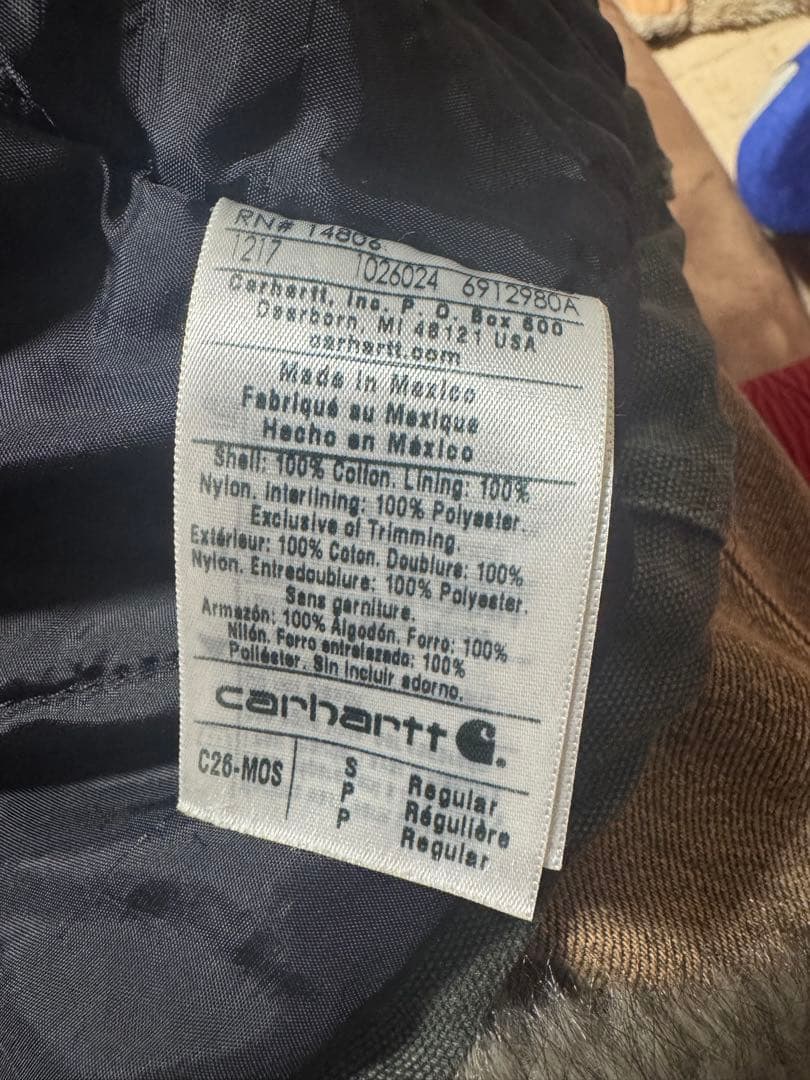 RN# 14806
1217 1026024 6912980A
Carhartt, Inc. P. O. Box 600
Dearborn, MI 48121 USA
carhartt.com
Made in Mexico
Fabriqué au Mexique
Hecho en México
Shell: 100% Cotton. Lining: 100%
Nylon. Interlining: 100% Polyester.
Exclusive of Trimming.
Extérieur: 100% Coton. Doublure: 100%
Nylon. Entredoublure: 100% Polyester.
Sans garniture.
Armazón: 100% Algodón. Forro: 100%
Nilón. Forro entrelazado: 100%
Poliéster. Sin incluir adorno.
carhartt
C26-MOS S Regular
P Régulière
P Regular